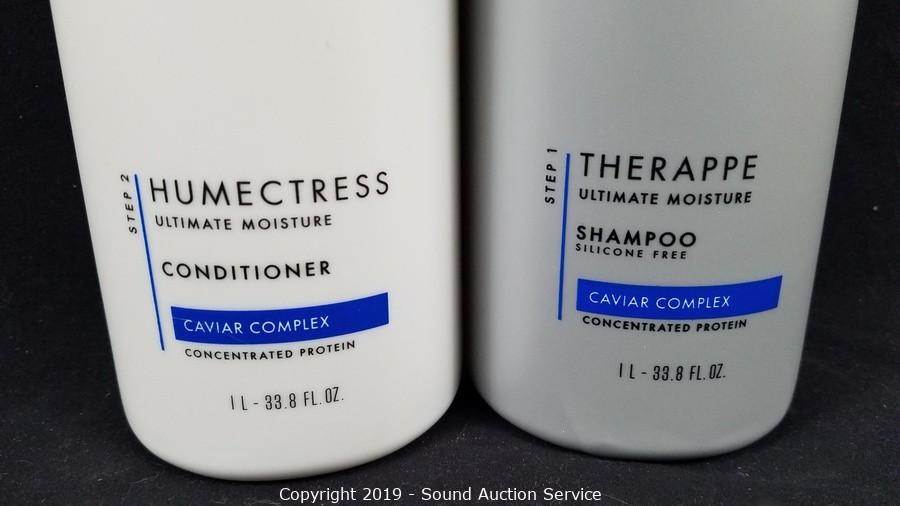 STEP 2
HUMECTRESS
ULTIMATE MOISTURE
CONDITIONER
CAVIAR COMPLEX
CONCENTRATED PROTEIN
1 L - 33.8 FL. OZ.
STEP 1
THERAPPE
ULTIMATE MOISTURE
SHAMPOO
SILICONE FREE
CAVIAR COMPLEX
CONCENTRATED PROTEIN
1 L - 33.8 FL. OZ.
Copyright 2019 - Sound Auction Service